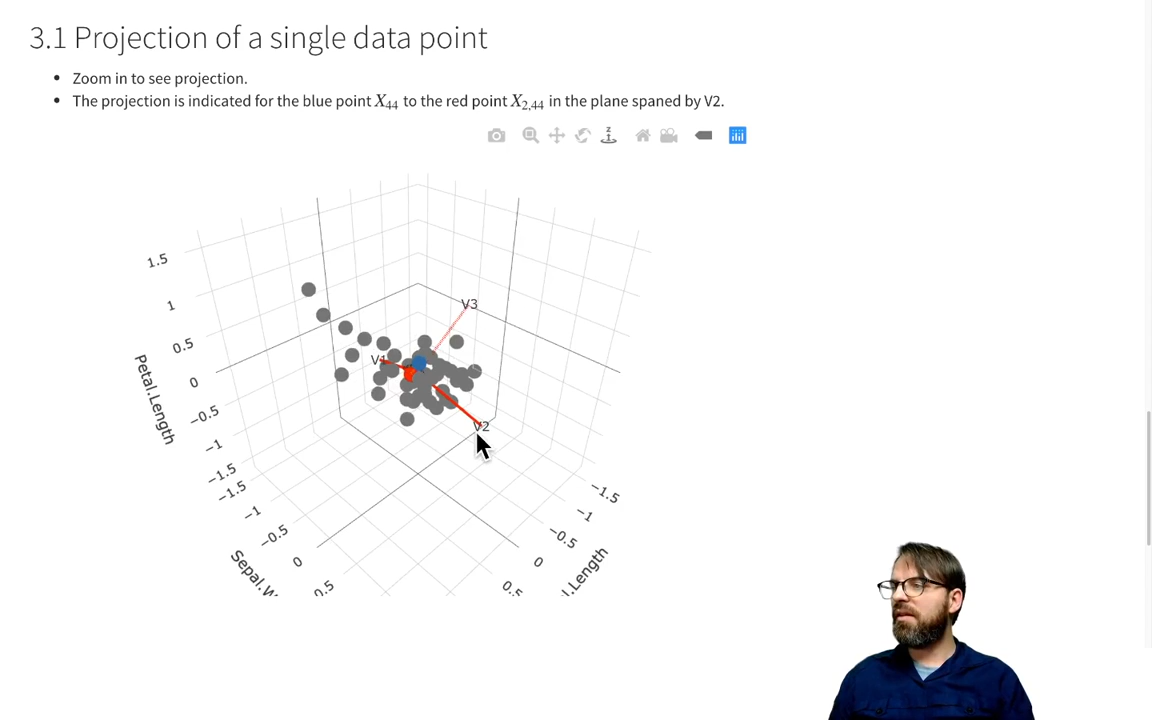 3.1 Projection of a single data point
Zoom in to see projection.
The projection is indicated for the blue point X44 to the red point X2,44 in the plane spaned by V2.
z
1.5
1
0.5
0
−0.5
−1
−1.5
Petal.Length
−1.5
−1
−0.5
0
0.5
Sepal.W
−1.5
−1
−0.5
0
0.5
l.Length
V3
V1
V2